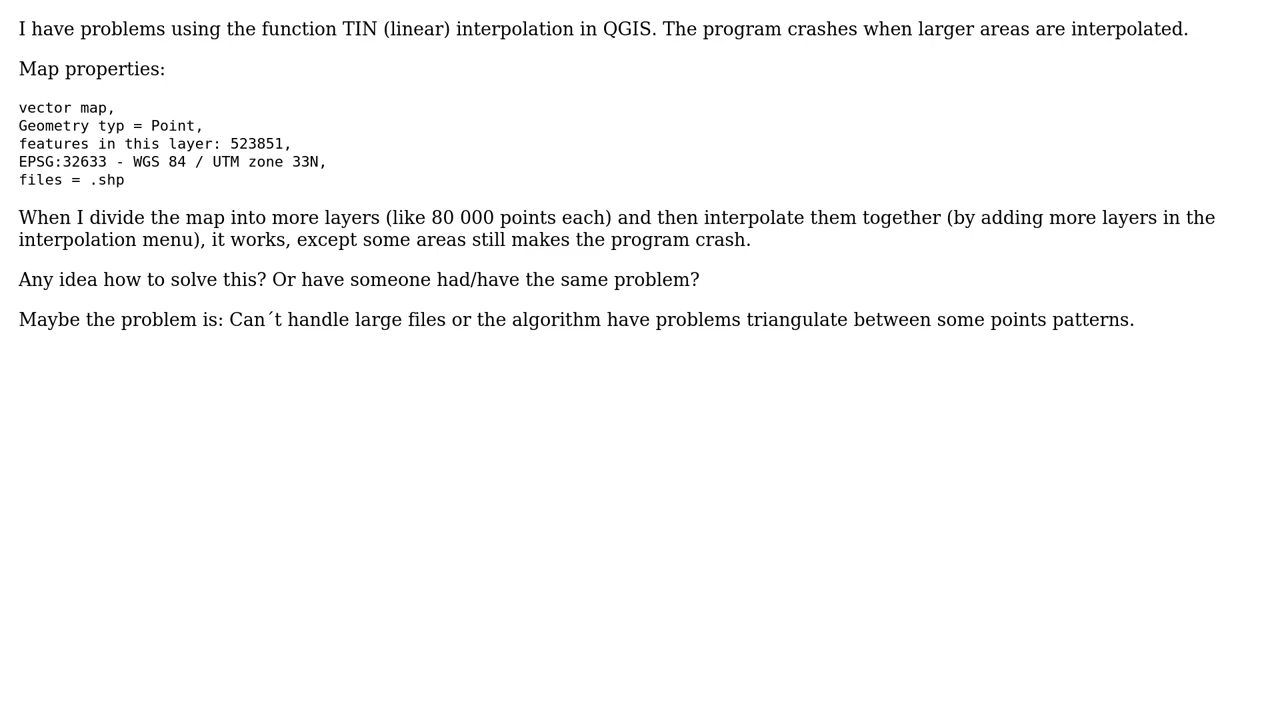 I have problems using the function TIN (linear) interpolation in QGIS. The program crashes when larger areas are interpolated.
Map properties:
vector map,
Geometry typ = Point,
features in this layer: 523851,
EPSG:32633 - WGS 84 / UTM zone 33N,
files = .shp
When I divide the map into more layers (like 80 000 points each) and then interpolate them together (by adding more layers in the
interpolation menu), it works, except some areas still makes the program crash.
Any idea how to solve this? Or have someone had/have the same problem?
Maybe the problem is: Can´t handle large files or the algorithm have problems triangulate between some points patterns.